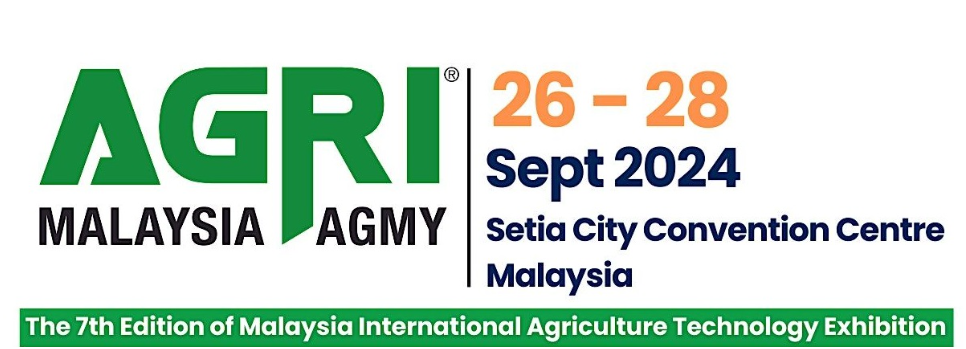 AGRI®
MALAYSIA AGMY
26 – 28
Sept 2024
Setia City Convention Centre
Malaysia
The 7th Edition of Malaysia International Agriculture Technology Exhibition